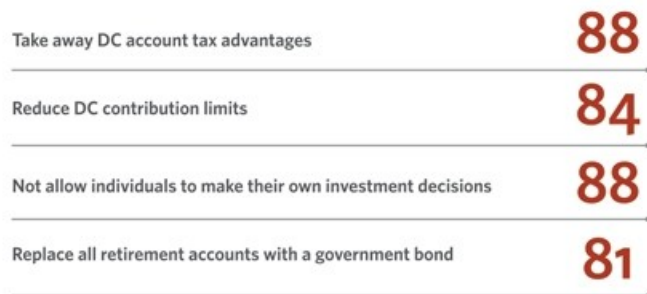 Take away DC account tax advantages 88
Reduce DC contribution limits 84
Not allow individuals to make their own investment decisions 88
Replace all retirement accounts with a government bond 81